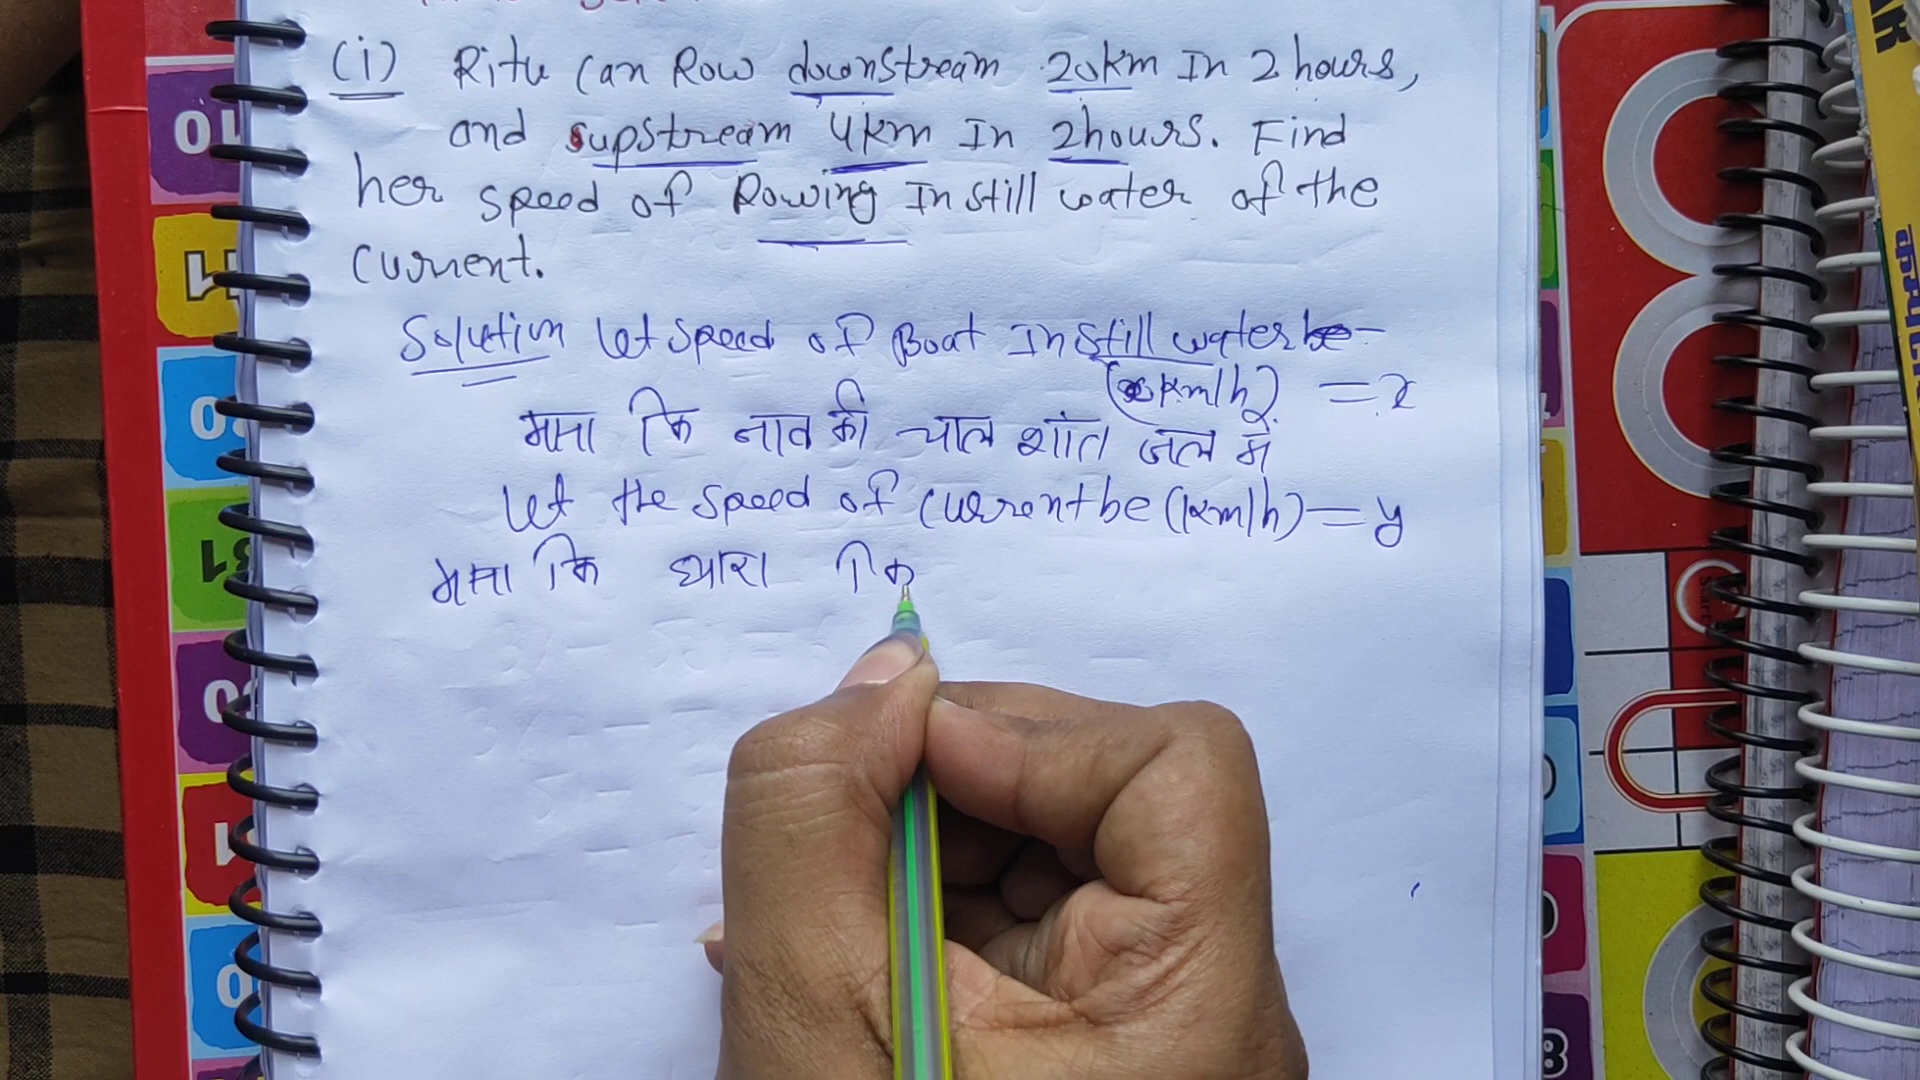 (i) Ritu can Row downstream 20km In 2 hours,
and supstream 4km In 2hours. Find
her speed of Rowing In still water of the
current.
Solution let speed of Boat In still water be-
(km/h) = x
माना कि नाव की चाल शांत जल में
let the speed of current be (km/h) = y
माना कि धारा कि